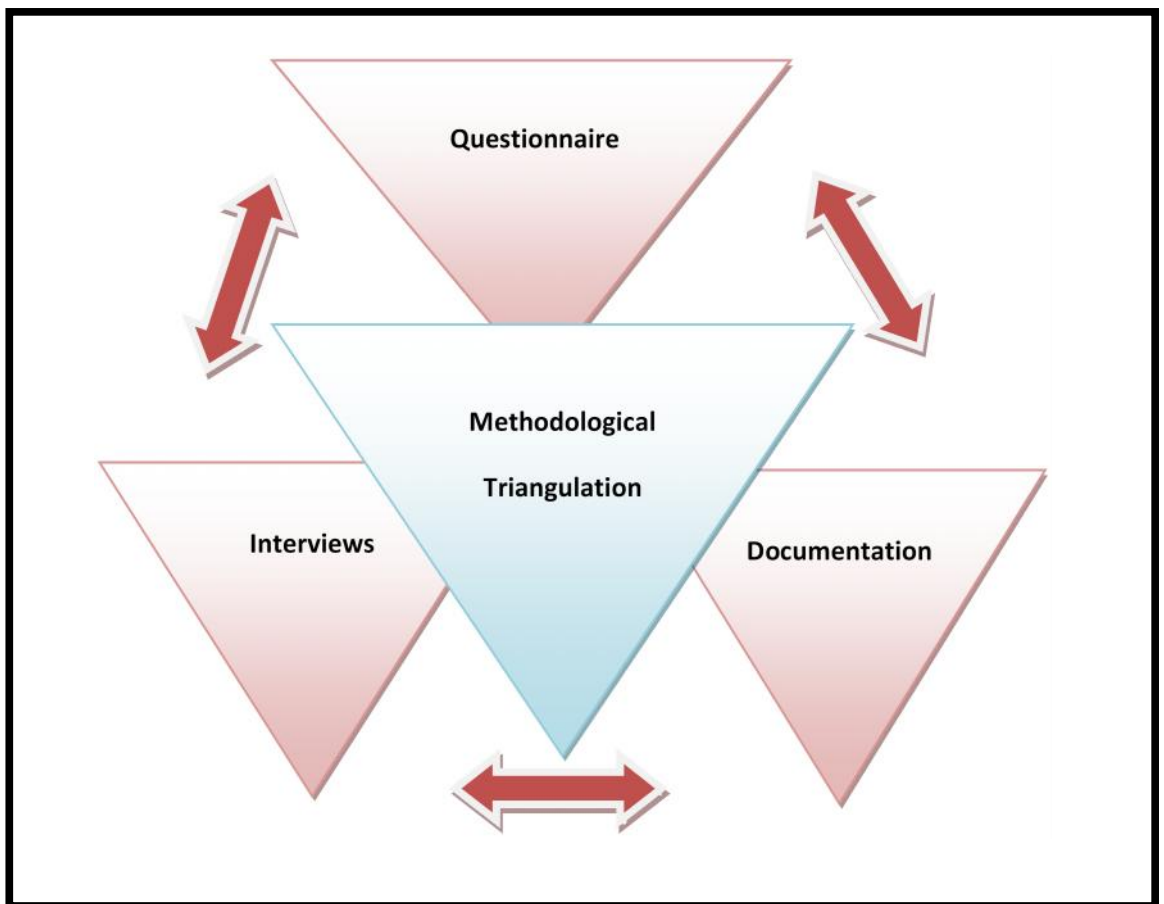 Questionnaire
Methodological
Triangulation
Interviews
Documentation